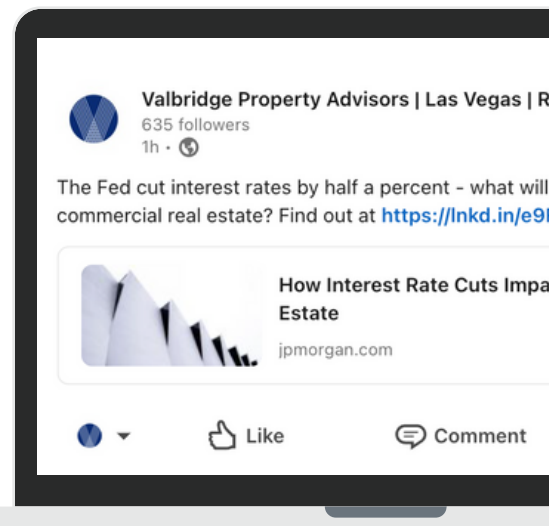 Valbridge Property Advisors | Las Vegas | R
635 followers
1h •
The Fed cut interest rates by half a percent - what will
commercial real estate? Find out at https://lnkd.in/e9
How Interest Rate Cuts Impa
Estate
jpmorgan.com
Like
Comment